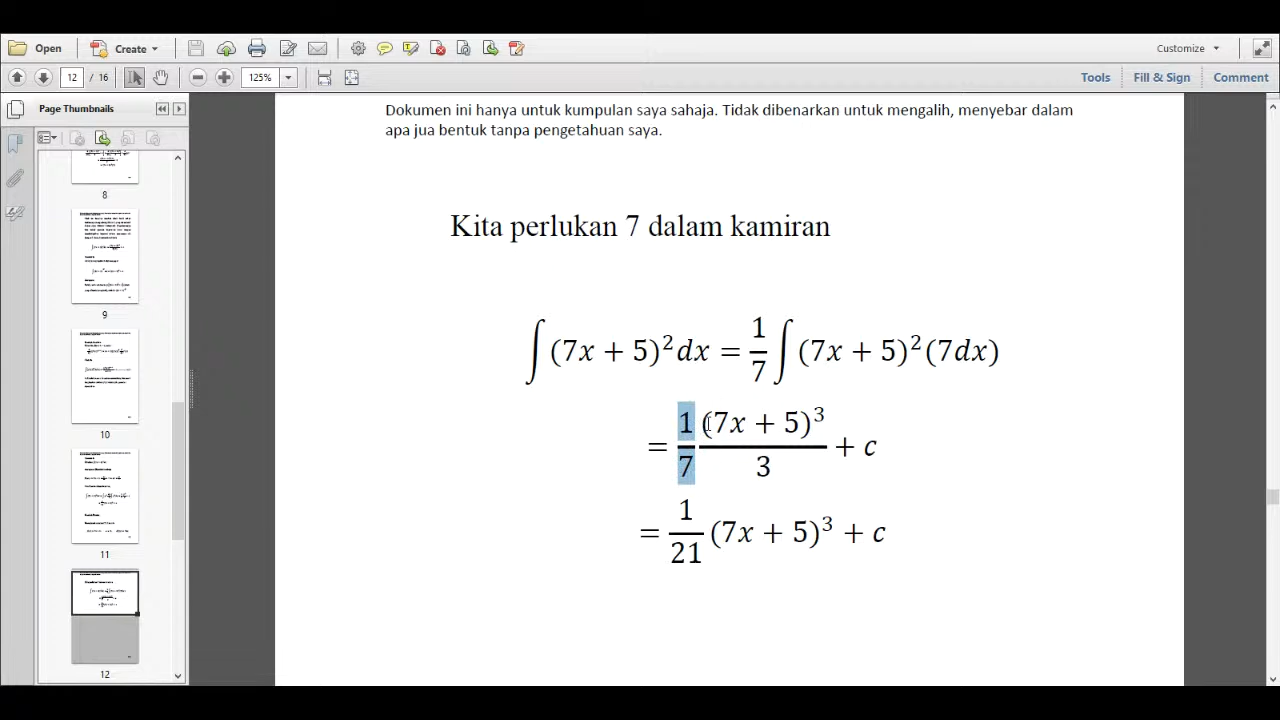 Open Create Customize
12 / 16 125% Tools Fill & Sign Comment
Page Thumbnails
8
9
10
11
12
Dokumen ini hanya untuk kumpulan saya sahaja. Tidak dibenarkan untuk mengalih, menyebar dalam
apa jua bentuk tanpa pengetahuan saya.
Kita perlukan 7 dalam kamiran
∫(7x + 5)²dx = 1/7 ∫(7x + 5)²(7dx)
= 1/7 (7x + 5)³/3 + c
= 1/21 (7x + 5)³ + c